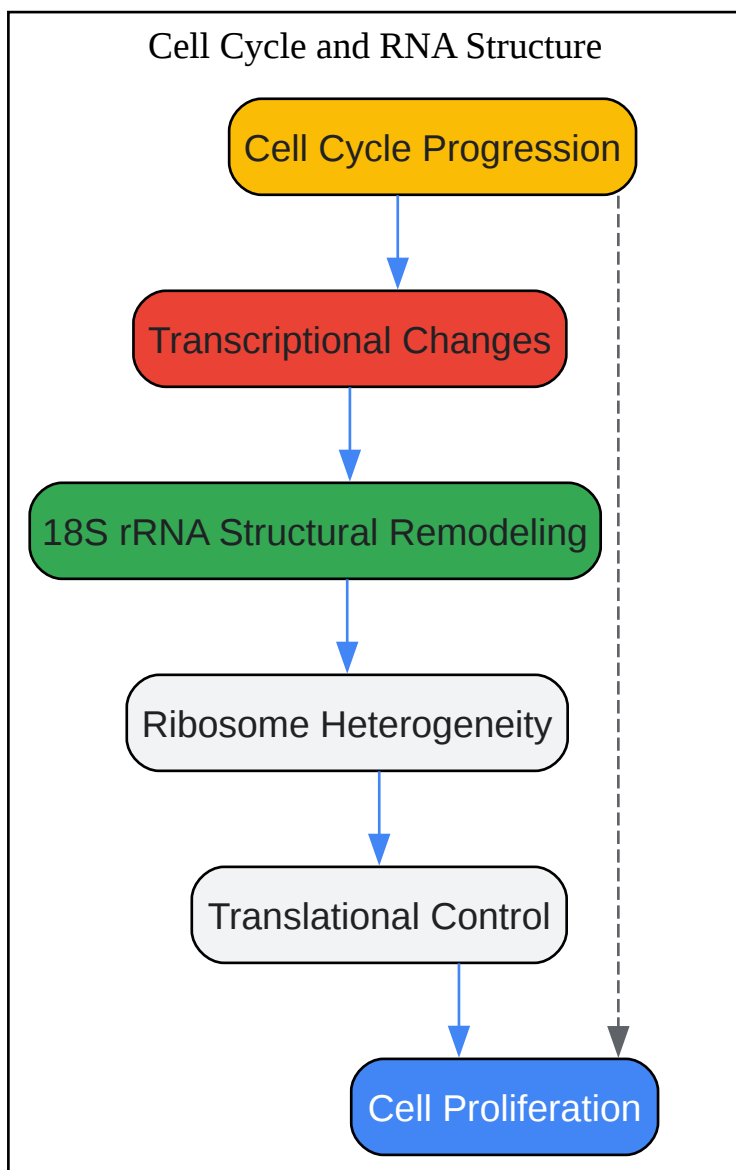 Cell Cycle and RNA Structure
Cell Cycle Progression
Transcriptional Changes
18S rRNA Structural Remodeling
Ribosome Heterogeneity
Translational Control
Cell Proliferation